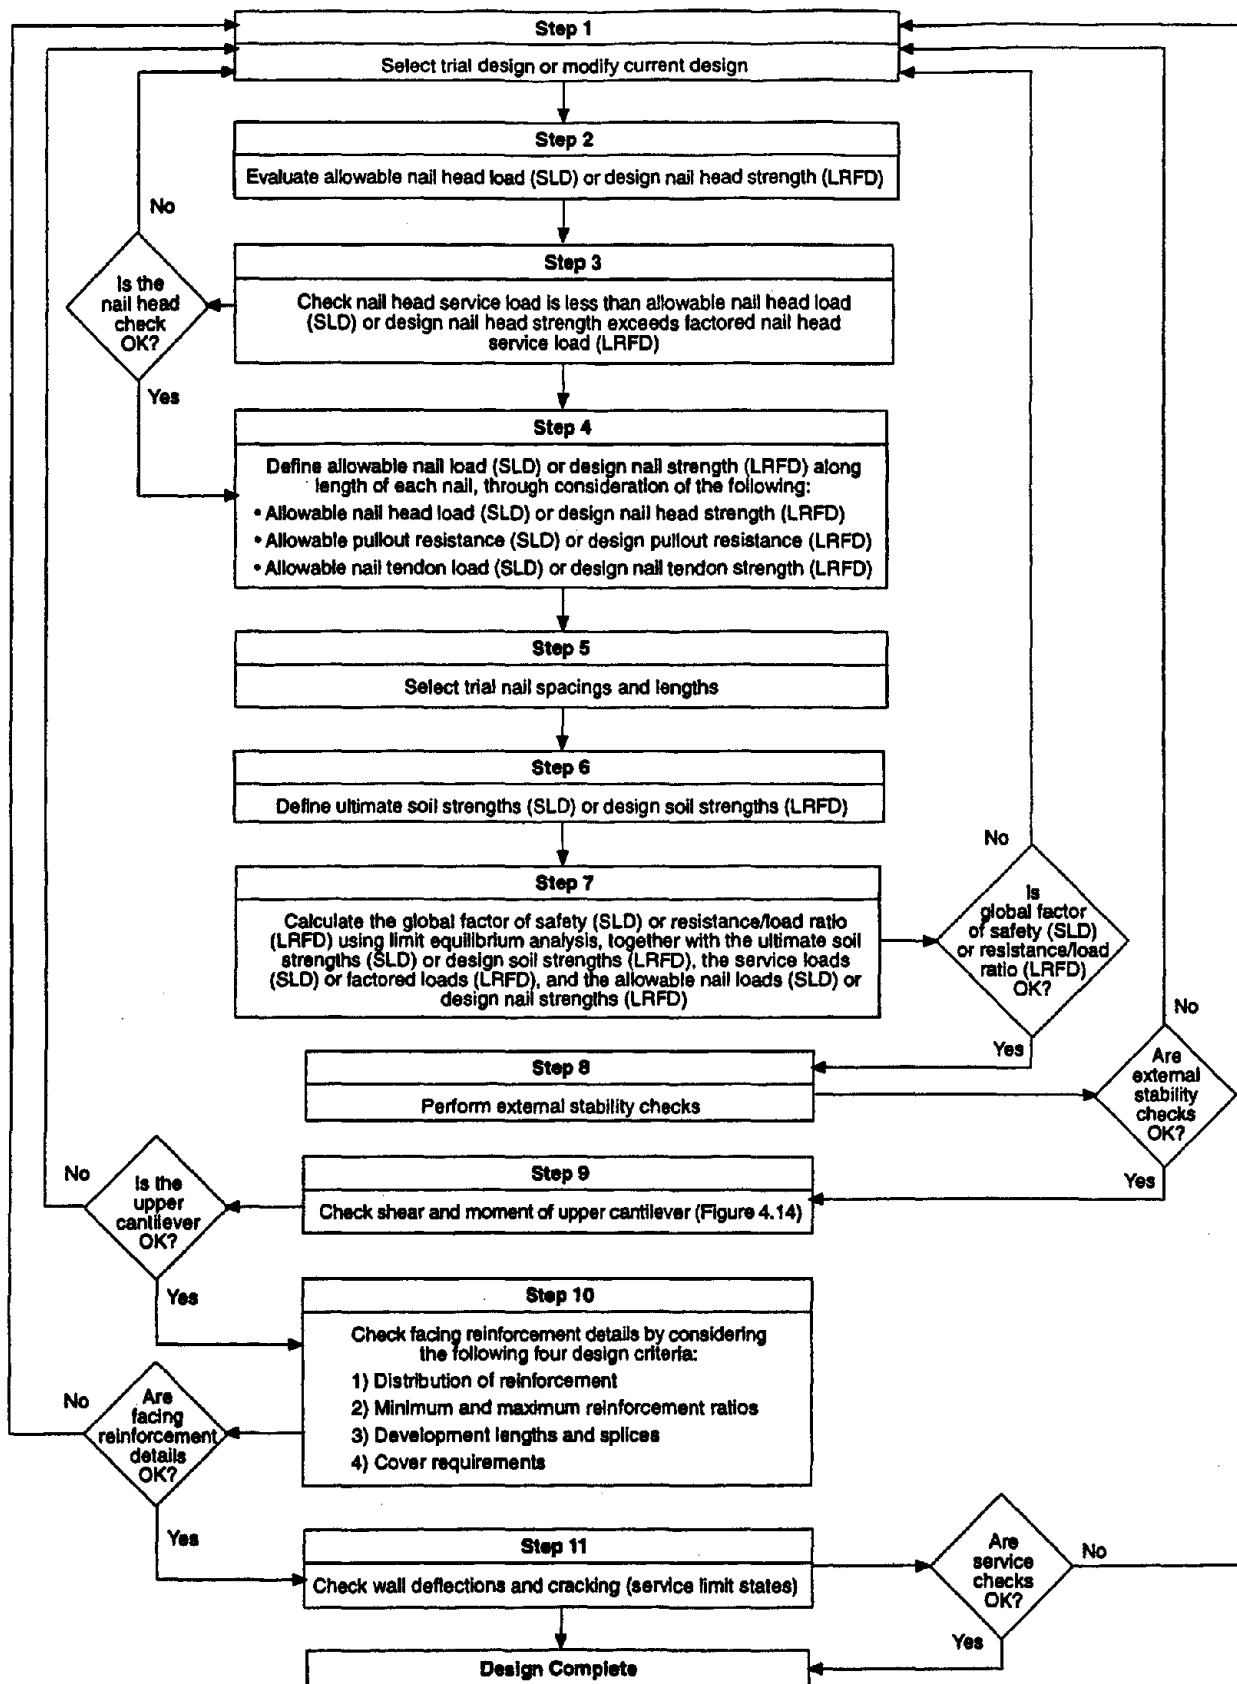 Step 1
Select trial design or modify current design
Step 2
Evaluate allowable nail head load (SLD) or design nail head strength (LRFD)
No
Is the
nail head
check
OK?
Yes
Step 3
Check nail head service load is less than allowable nail head load
(SLD) or design nail head strength exceeds factored nail head
service load (LRFD)
Step 4
Define allowable nail load (SLD) or design nail strength (LRFD) along
length of each nail, through consideration of the following:
• Allowable nail head load (SLD) or design nail head strength (LRFD)
• Allowable pullout resistance (SLD) or design pullout resistance (LRFD)
• Allowable nail tendon load (SLD) or design nail tendon strength (LRFD)
Step 5
Select trial nail spacings and lengths
Step 6
Define ultimate soil strengths (SLD) or design soil strengths (LRFD)
Step 7
Calculate the global factor of safety (SLD) or resistance/load ratio
(LRFD) using limit equilibrium analysis, together with the ultimate soil
strengths (SLD) or design soil strengths (LRFD), the service loads
(SLD) or factored loads (LRFD), and the allowable nail loads (SLD) or
design nail strengths (LRFD)
No
Is
global factor
of safety (SLD)
or resistance/load
ratio (LRFD)
OK?
Yes
Step 8
Perform external stability checks
No
Are
external
stability
checks
OK?
Yes
Step 9
Check shear and moment of upper cantilever (Figure 4.14)
No
Is the
upper
cantilever
OK?
Yes
Step 10
Check facing reinforcement details by considering
the following four design criteria:
1) Distribution of reinforcement
2) Minimum and maximum reinforcement ratios
3) Development lengths and splices
4) Cover requirements
No
Are
facing
reinforcement
details
OK?
Yes
Step 11
Check wall deflections and cracking (service limit states)
Are
service
checks
OK?
No
Yes
Design Complete